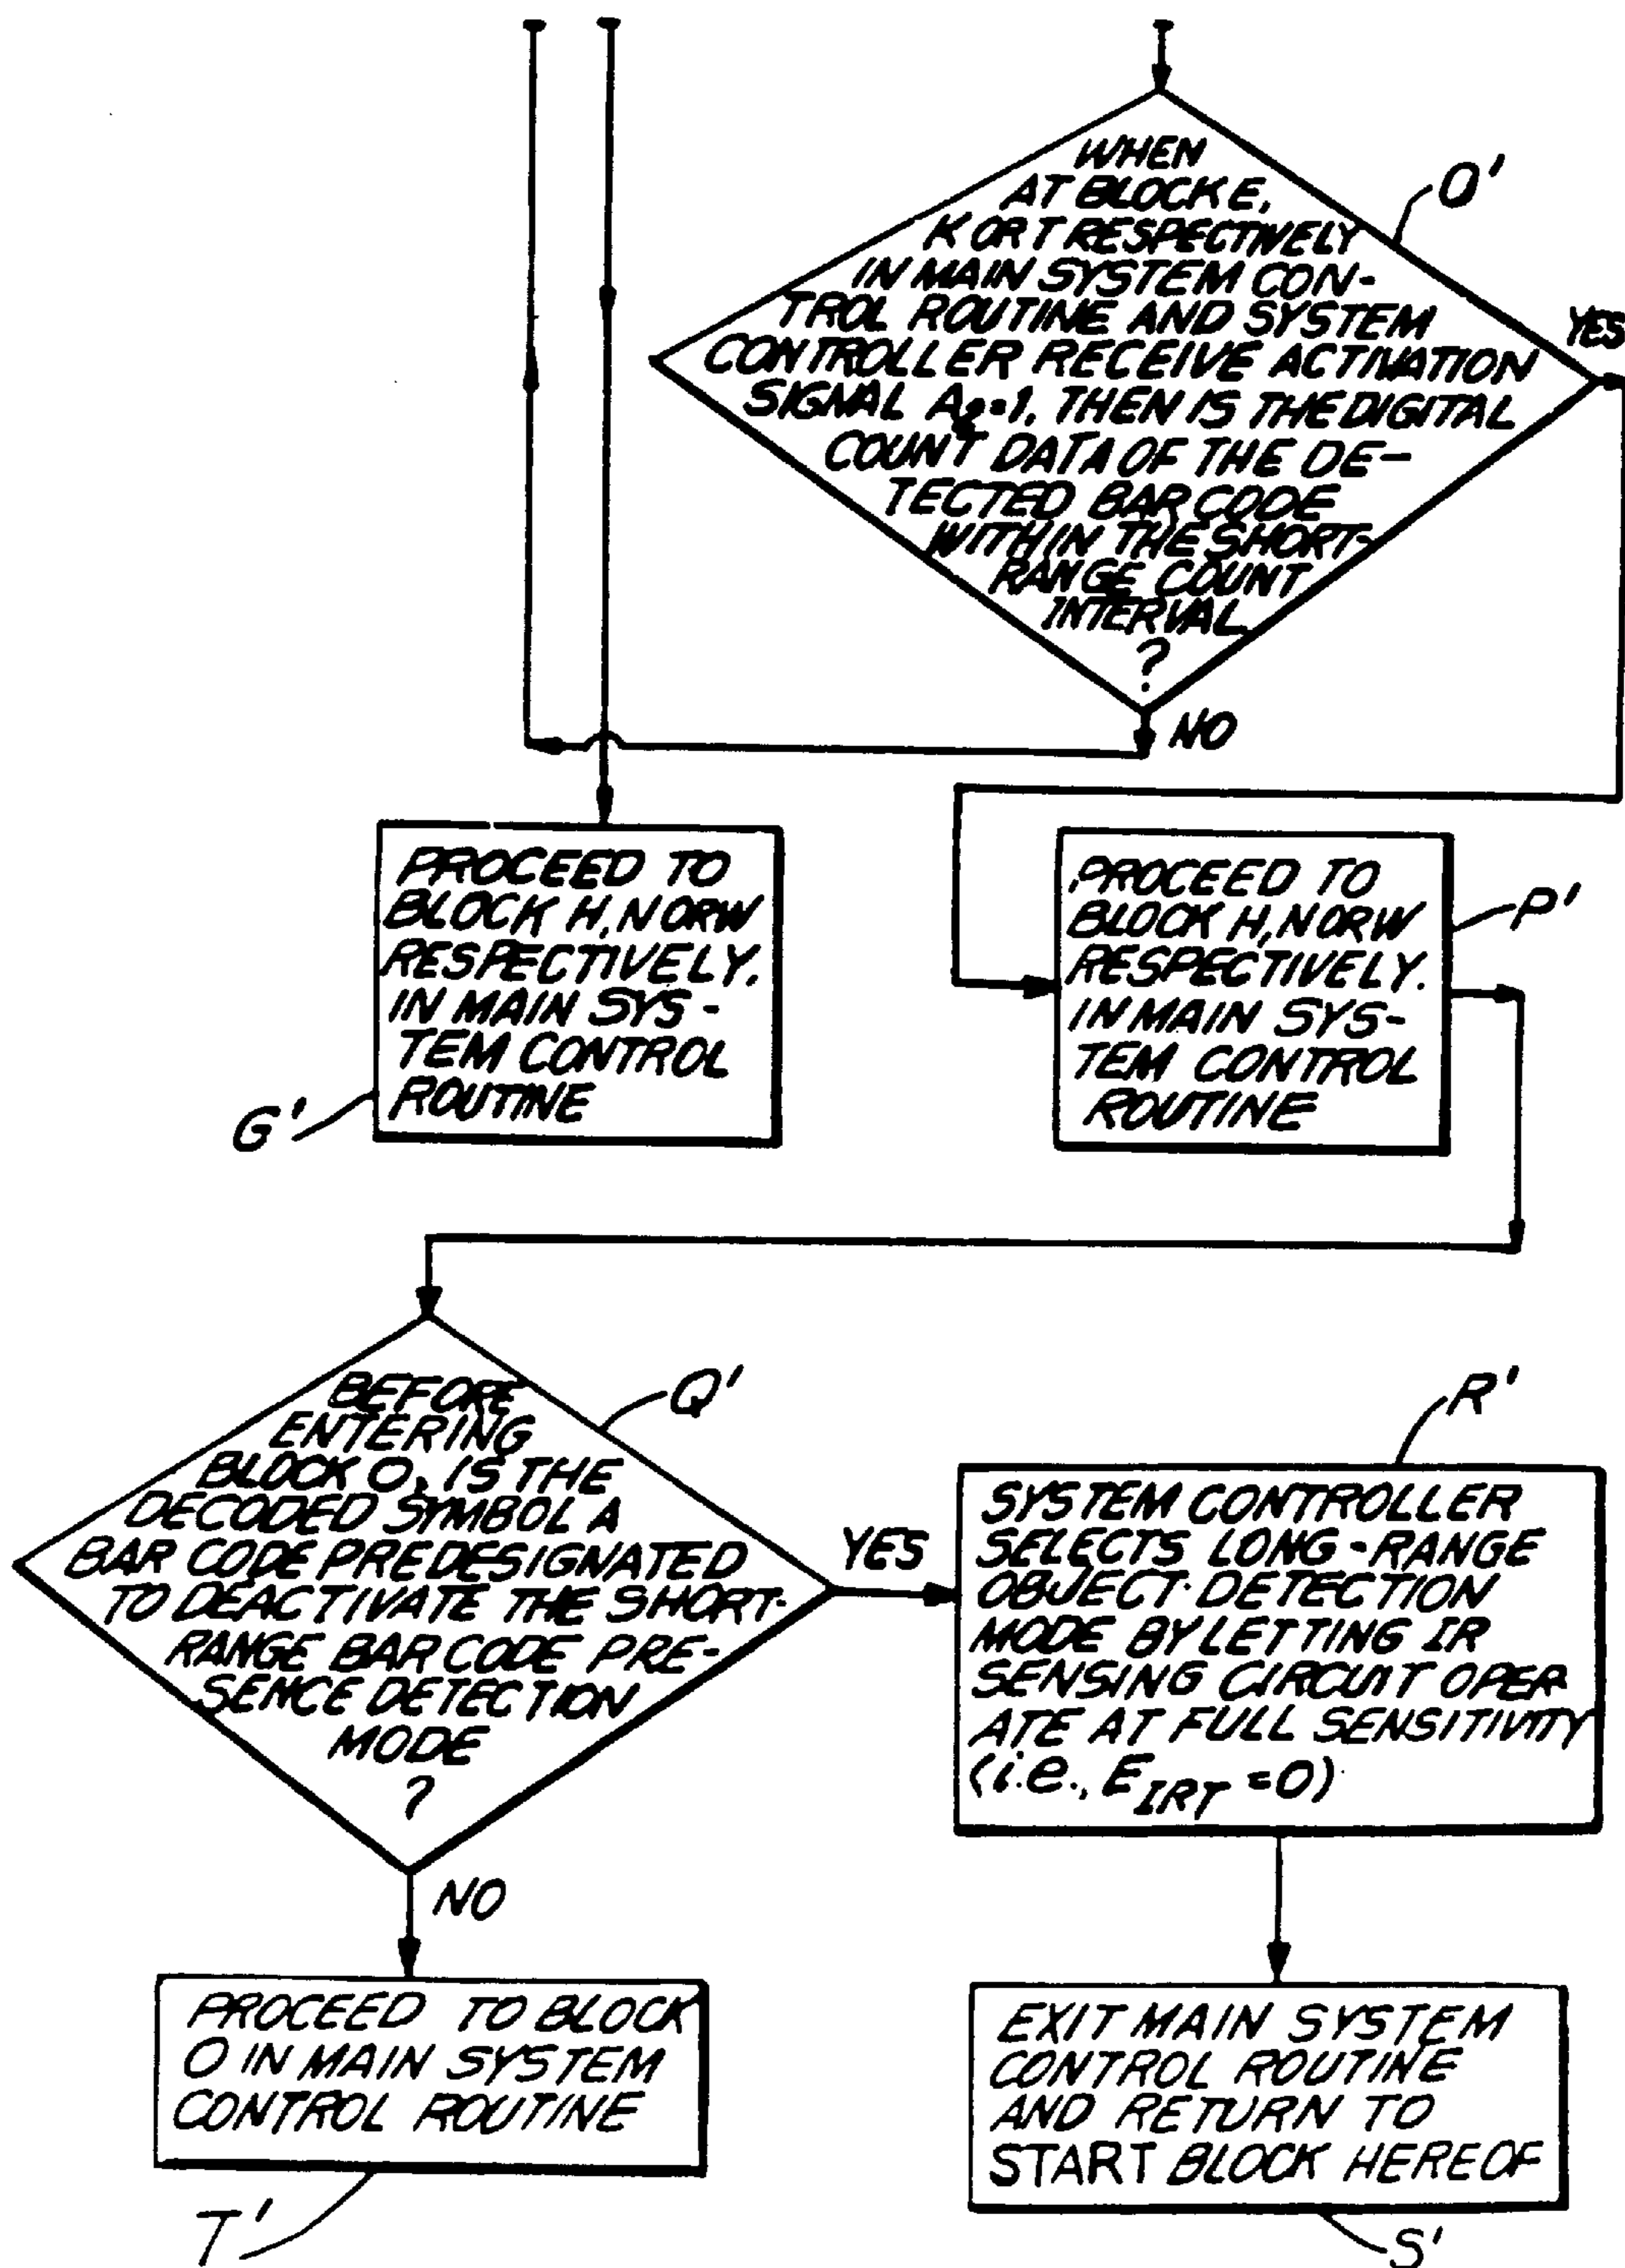 WHEN
AT BLOCK E,
K OR T RESPECTIVELY
IN MAIN SYSTEM CON-
TROL ROUTINE AND SYSTEM
CONTROLLER RECEIVE ACTIVATION
SIGNAL A2=1, THEN IS THE DIGITAL
COUNT DATA OF THE DE-
TECTED BAR CODE
WITHIN THE SHORT-
RANGE COUNT
INTERVAL
?
O'
YES
NO
PROCEED TO
BLOCK H, N OR W
RESPECTIVELY.
IN MAIN SYS-
TEM CONTROL
ROUTINE
G'
PROCEED TO
BLOCK H, N OR W
RESPECTIVELY.
IN MAIN SYS-
TEM CONTROL
ROUTINE
P'
BEFORE
ENTERING
BLOCK O, IS THE
DECODED SYMBOL A
BAR CODE PREDESIGNATED
TO DEACTIVATE THE SHORT-
RANGE BAR CODE PRE-
SENCE DETECTION
MODE
?
Q'
YES
NO
SYSTEM CONTROLLER
SELECTS LONG-RANGE
OBJECT DETECTION
MODE BY LETTING IR
SENSING CIRCUIT OPER
ATE AT FULL SENSITIVITY
(i.e., EIRT =0)
R'
PROCEED TO BLOCK
O IN MAIN SYSTEM
CONTROL ROUTINE
T'
EXIT MAIN SYSTEM
CONTROL ROUTINE
AND RETURN TO
START BLOCK HEREOF
S'